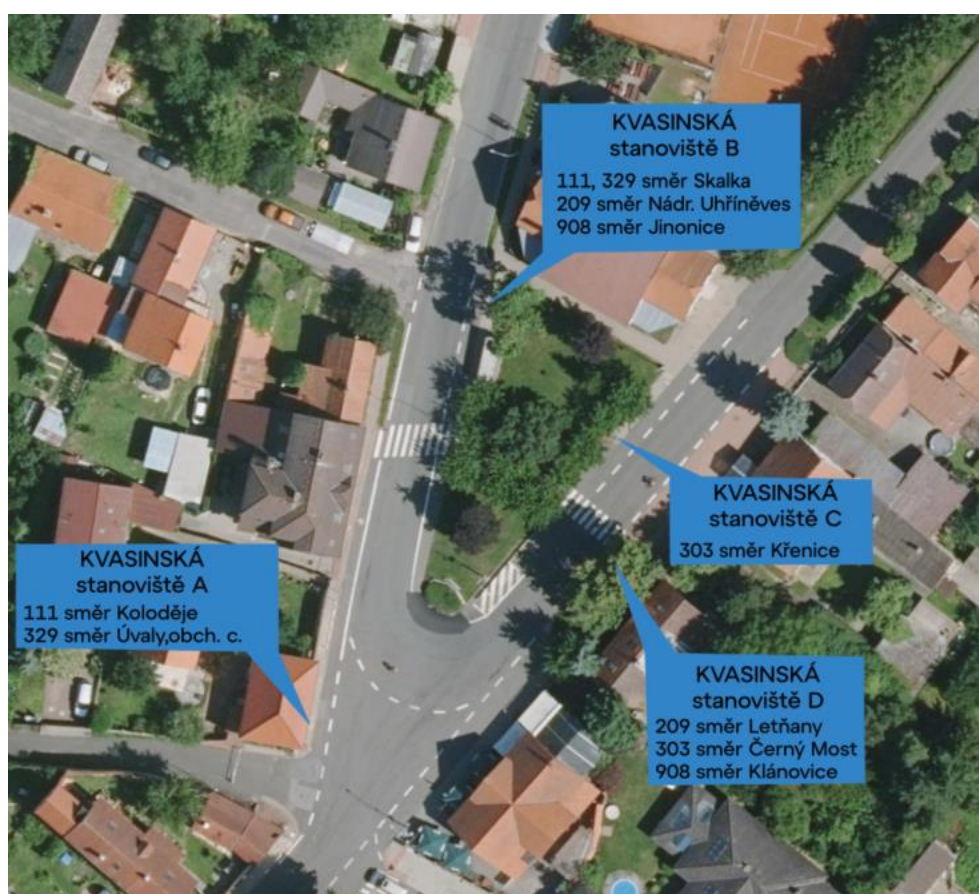 KVASINSKÁ
stanoviště B
111, 329 směr Skalka
209 směr Nádr. Uhříněves
908 směr Jinonice
KVASINSKÁ
stanoviště C
303 směr Křenice
KVASINSKÁ
stanoviště A
111 směr Koloděje
329 směr Úvaly,obch. c.
KVASINSKÁ
stanoviště D
209 směr Letňany
303 směr Černý Most
908 směr Klánovice